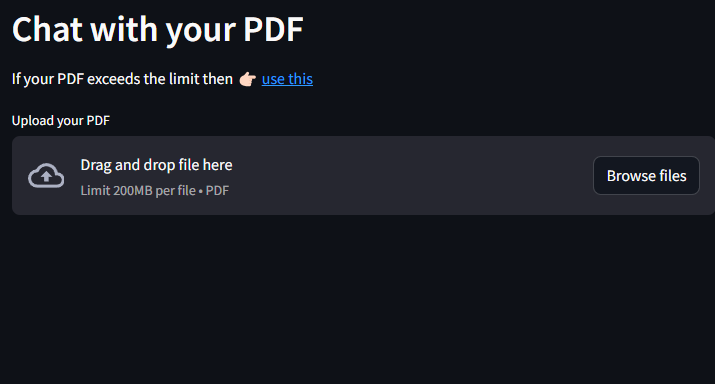 Chat with your PDF
If your PDF exceeds the limit then 👉🏻 use this
Upload your PDF
Drag and drop file here
Limit 200MB per file • PDF
Browse files